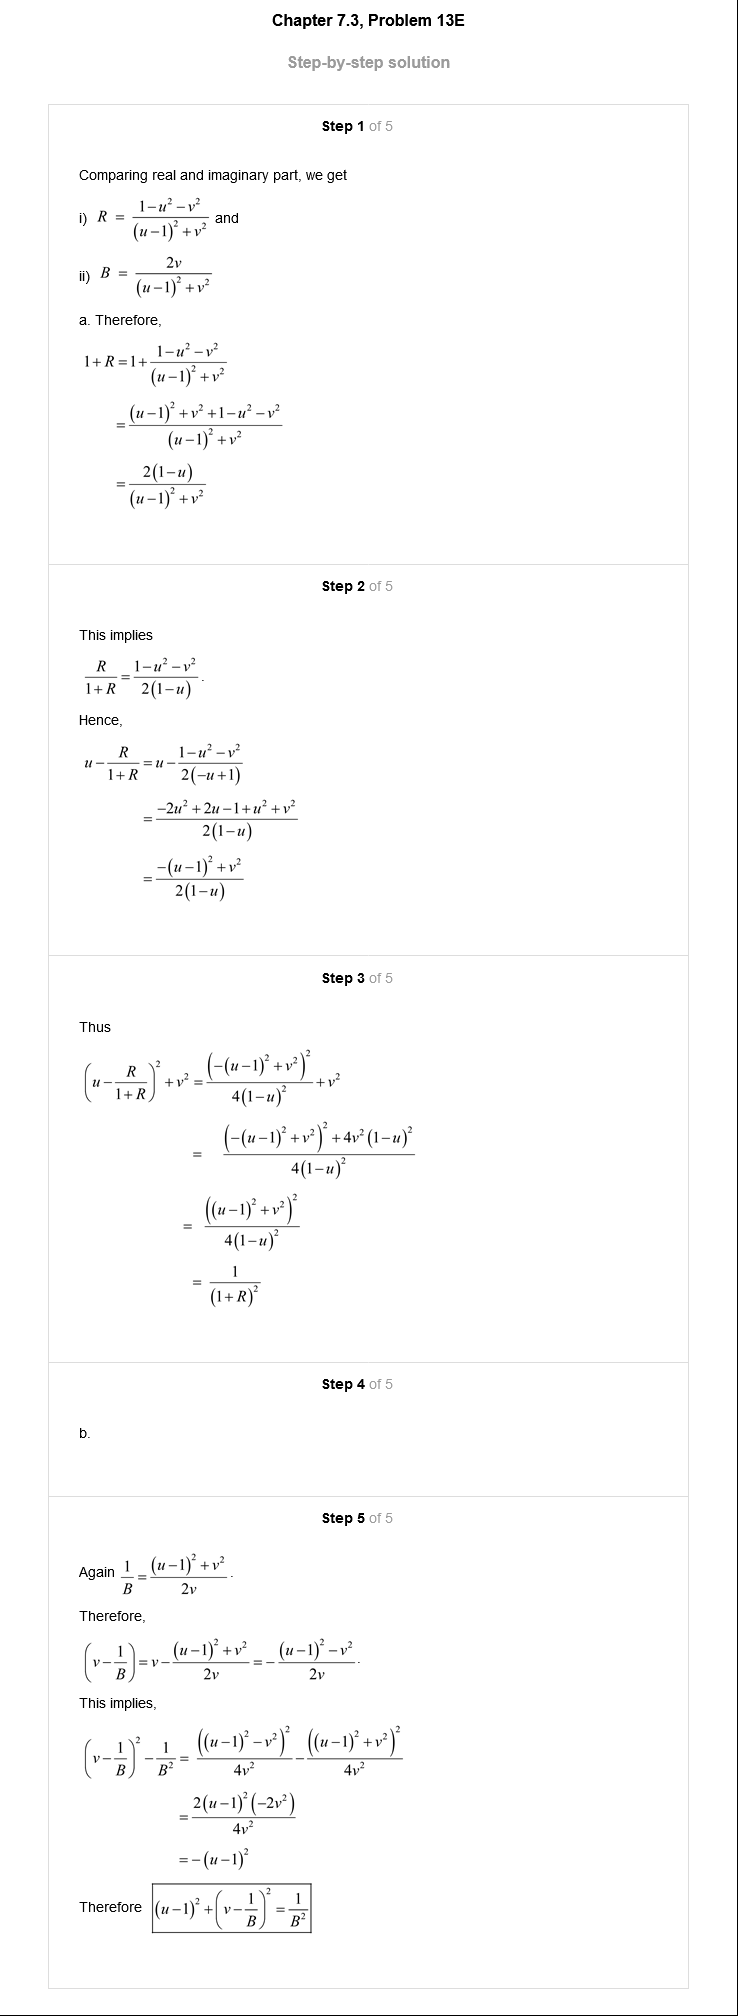 Chapter 7.3, Problem 13E
Step-by-step solution
Step 1 of 5
Comparing real and imaginary part, we get
i) R = \frac{1-u^2-v^2}{(u-1)^2+v^2} and
ii) B = \frac{2v}{(u-1)^2+v^2}
a. Therefore,
1+R=1+\frac{1-u^2-v^2}{(u-1)^2+v^2}
=\frac{(u-1)^2+v^2+1-u^2-v^2}{(u-1)^2+v^2}
=\frac{2(1-u)}{(u-1)^2+v^2}
Step 2 of 5
This implies
\frac{R}{1+R}=\frac{1-u^2-v^2}{2(1-u)}.
Hence,
u-\frac{R}{1+R}=u-\frac{1-u^2-v^2}{2(-u+1)}
=\frac{-2u^2+2u-1+u^2+v^2}{2(1-u)}
=\frac{-(u-1)^2+v^2}{2(1-u)}
Step 3 of 5
Thus
\left(u-\frac{R}{1+R}\right)^2+v^2=\frac{(-(u-1)^2+v^2)^2}{4(1-u)^2}+v^2
= \frac{(-(u-1)^2+v^2)^2+4v^2(1-u)^2}{4(1-u)^2}
= \frac{((u-1)^2+v^2)^2}{4(1-u)^2}
= \frac{1}{(1+R)^2}
Step 4 of 5
b.
Step 5 of 5
Again \frac{1}{B}=\frac{(u-1)^2+v^2}{2v}.
Therefore,
\left(v-\frac{1}{B}\right)=v-\frac{(u-1)^2+v^2}{2v}=-\frac{(u-1)^2-v^2}{2v}.
This implies,
\left(v-\frac{1}{B}\right)^2-\frac{1}{B^2}=\frac{((u-1)^2-v^2)^2}{4v^2}-\frac{((u-1)^2+v^2)^2}{4v^2}
=\frac{2(u-1)^2(-2v^2)}{4v^2}
=-(u-1)^2
Therefore (u-1)^2+\left(v-\frac{1}{B}\right)^2=\frac{1}{B^2}